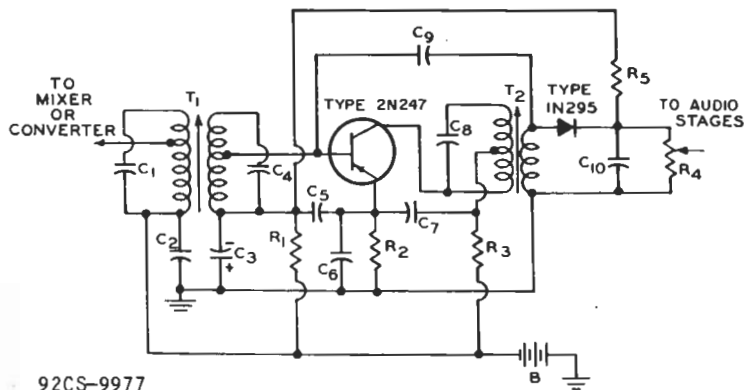 TO
MIXER
OR
CONVERTER
C1
T1
C2
C3
- +
C4
C5
C6
R1
R2
TYPE 2N247
C7
C8
C9
R3
T2
TYPE
1N295
R5
C10
R4
TO AUDIO
STAGES
B
92CS-9977